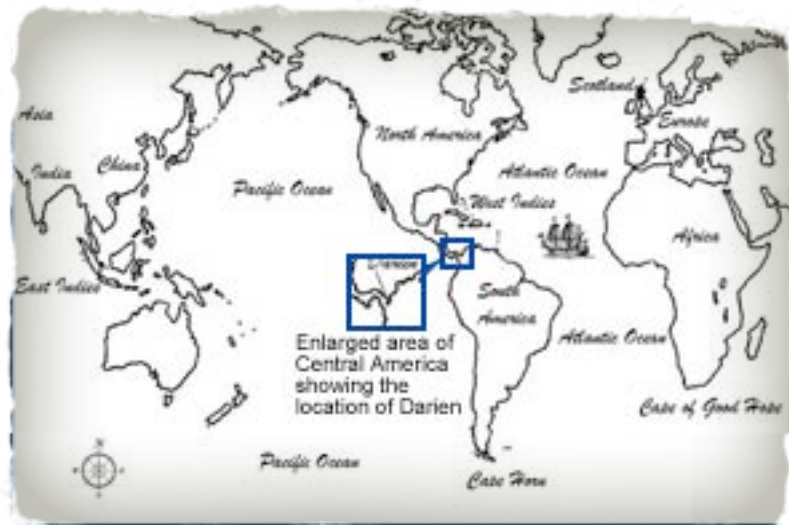 Scotland
Asia
Europe
North America
China
India
Atlantic Ocean
Pacific Ocean
West Indies
Africa
Darien
East Indies
South
America
Atlantic Ocean
Enlarged area of
Central America
showing the
location of Darien
Cape of Good Hope
N
Pacific Ocean
Cape Horn